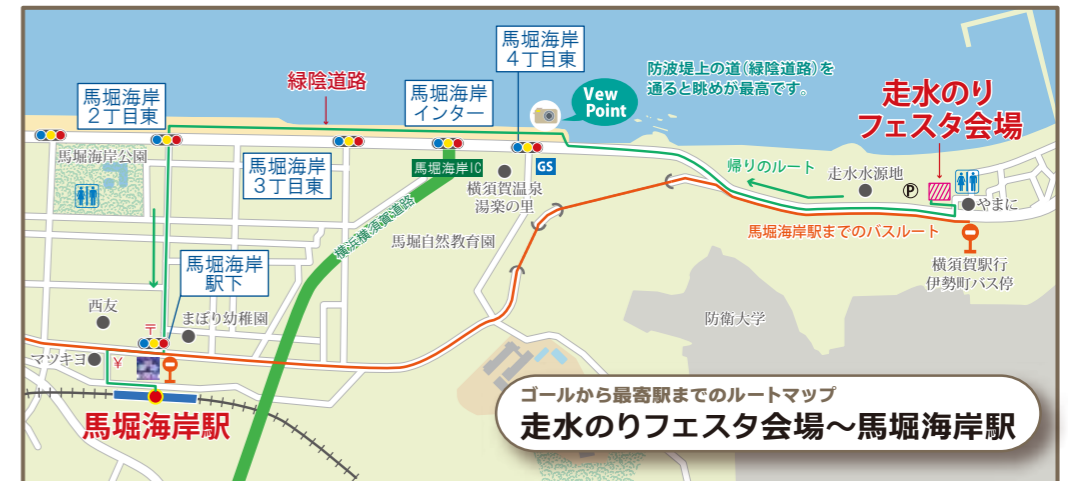 馬堀海岸
4丁目東
防波堤上の道（緑陰道路）を
通ると眺めが最高です。
緑陰道路
馬堀海岸
インター
馬堀海岸
2丁目東
Vew
Point
走水のり
フェスタ会場
馬堀海岸公園
馬堀海岸
3丁目東
馬堀海岸IC
GS
横須賀温泉
湯楽の里
帰りのルート
走水水源地
P
やまに
横浜横須賀道路
馬堀自然教育園
馬堀海岸駅までのバスルート
横須賀駅行
伊勢町バス停
馬堀海岸
駅下
西友
まぼり幼稚園
防衛大学
〒
マツキヨ
¥
馬堀海岸駅
ゴールから最寄駅までのルートマップ
走水のりフェスタ会場〜馬堀海岸駅